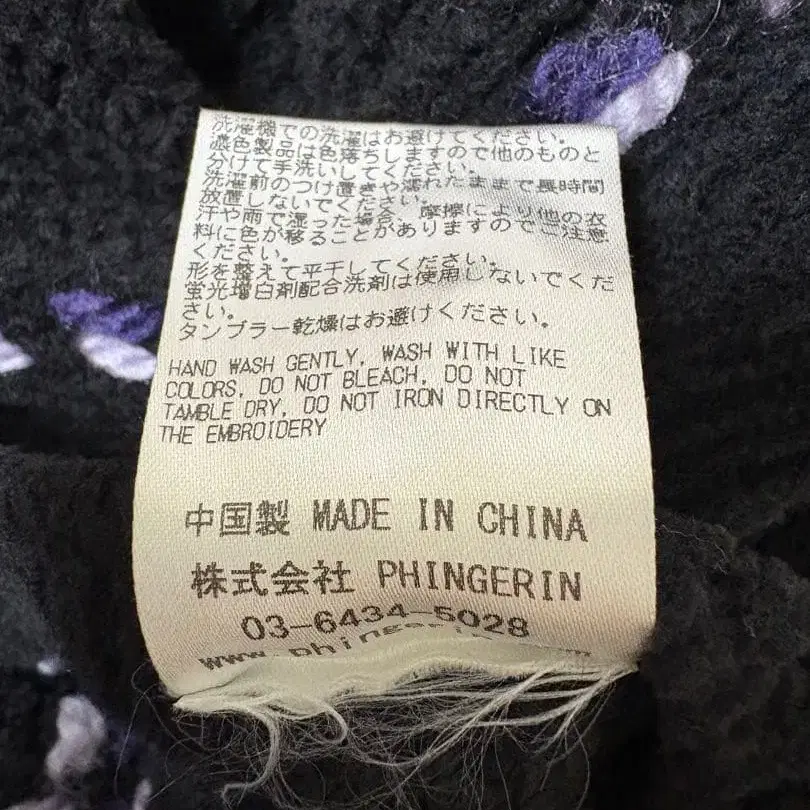 洗濯機での洗濯はお避けてください。
濃色製品は色落ちしますので他のものと
分けて手洗いしてください。
洗濯前のつけ置きや濡れたままで長時間
放置しないでください。
汗や雨で湿った場合、摩擦により他の衣
料に色が移ることがありますのでご注意
ください。
形を整えて平干してください。
蛍光増白剤配合洗剤は使用しないでくだ
さい。
タンブラー乾燥はお避けください。
HAND WASH GENTLY, WASH WITH LIKE
COLORS, DO NOT BLEACH, DO NOT
TAMBLE DRY, DO NOT IRON DIRECTLY ON
THE EMBROIDERY
中国製 MADE IN CHINA
株式会社 PHINGERIN
03-6434-5028
www.phingerin.com